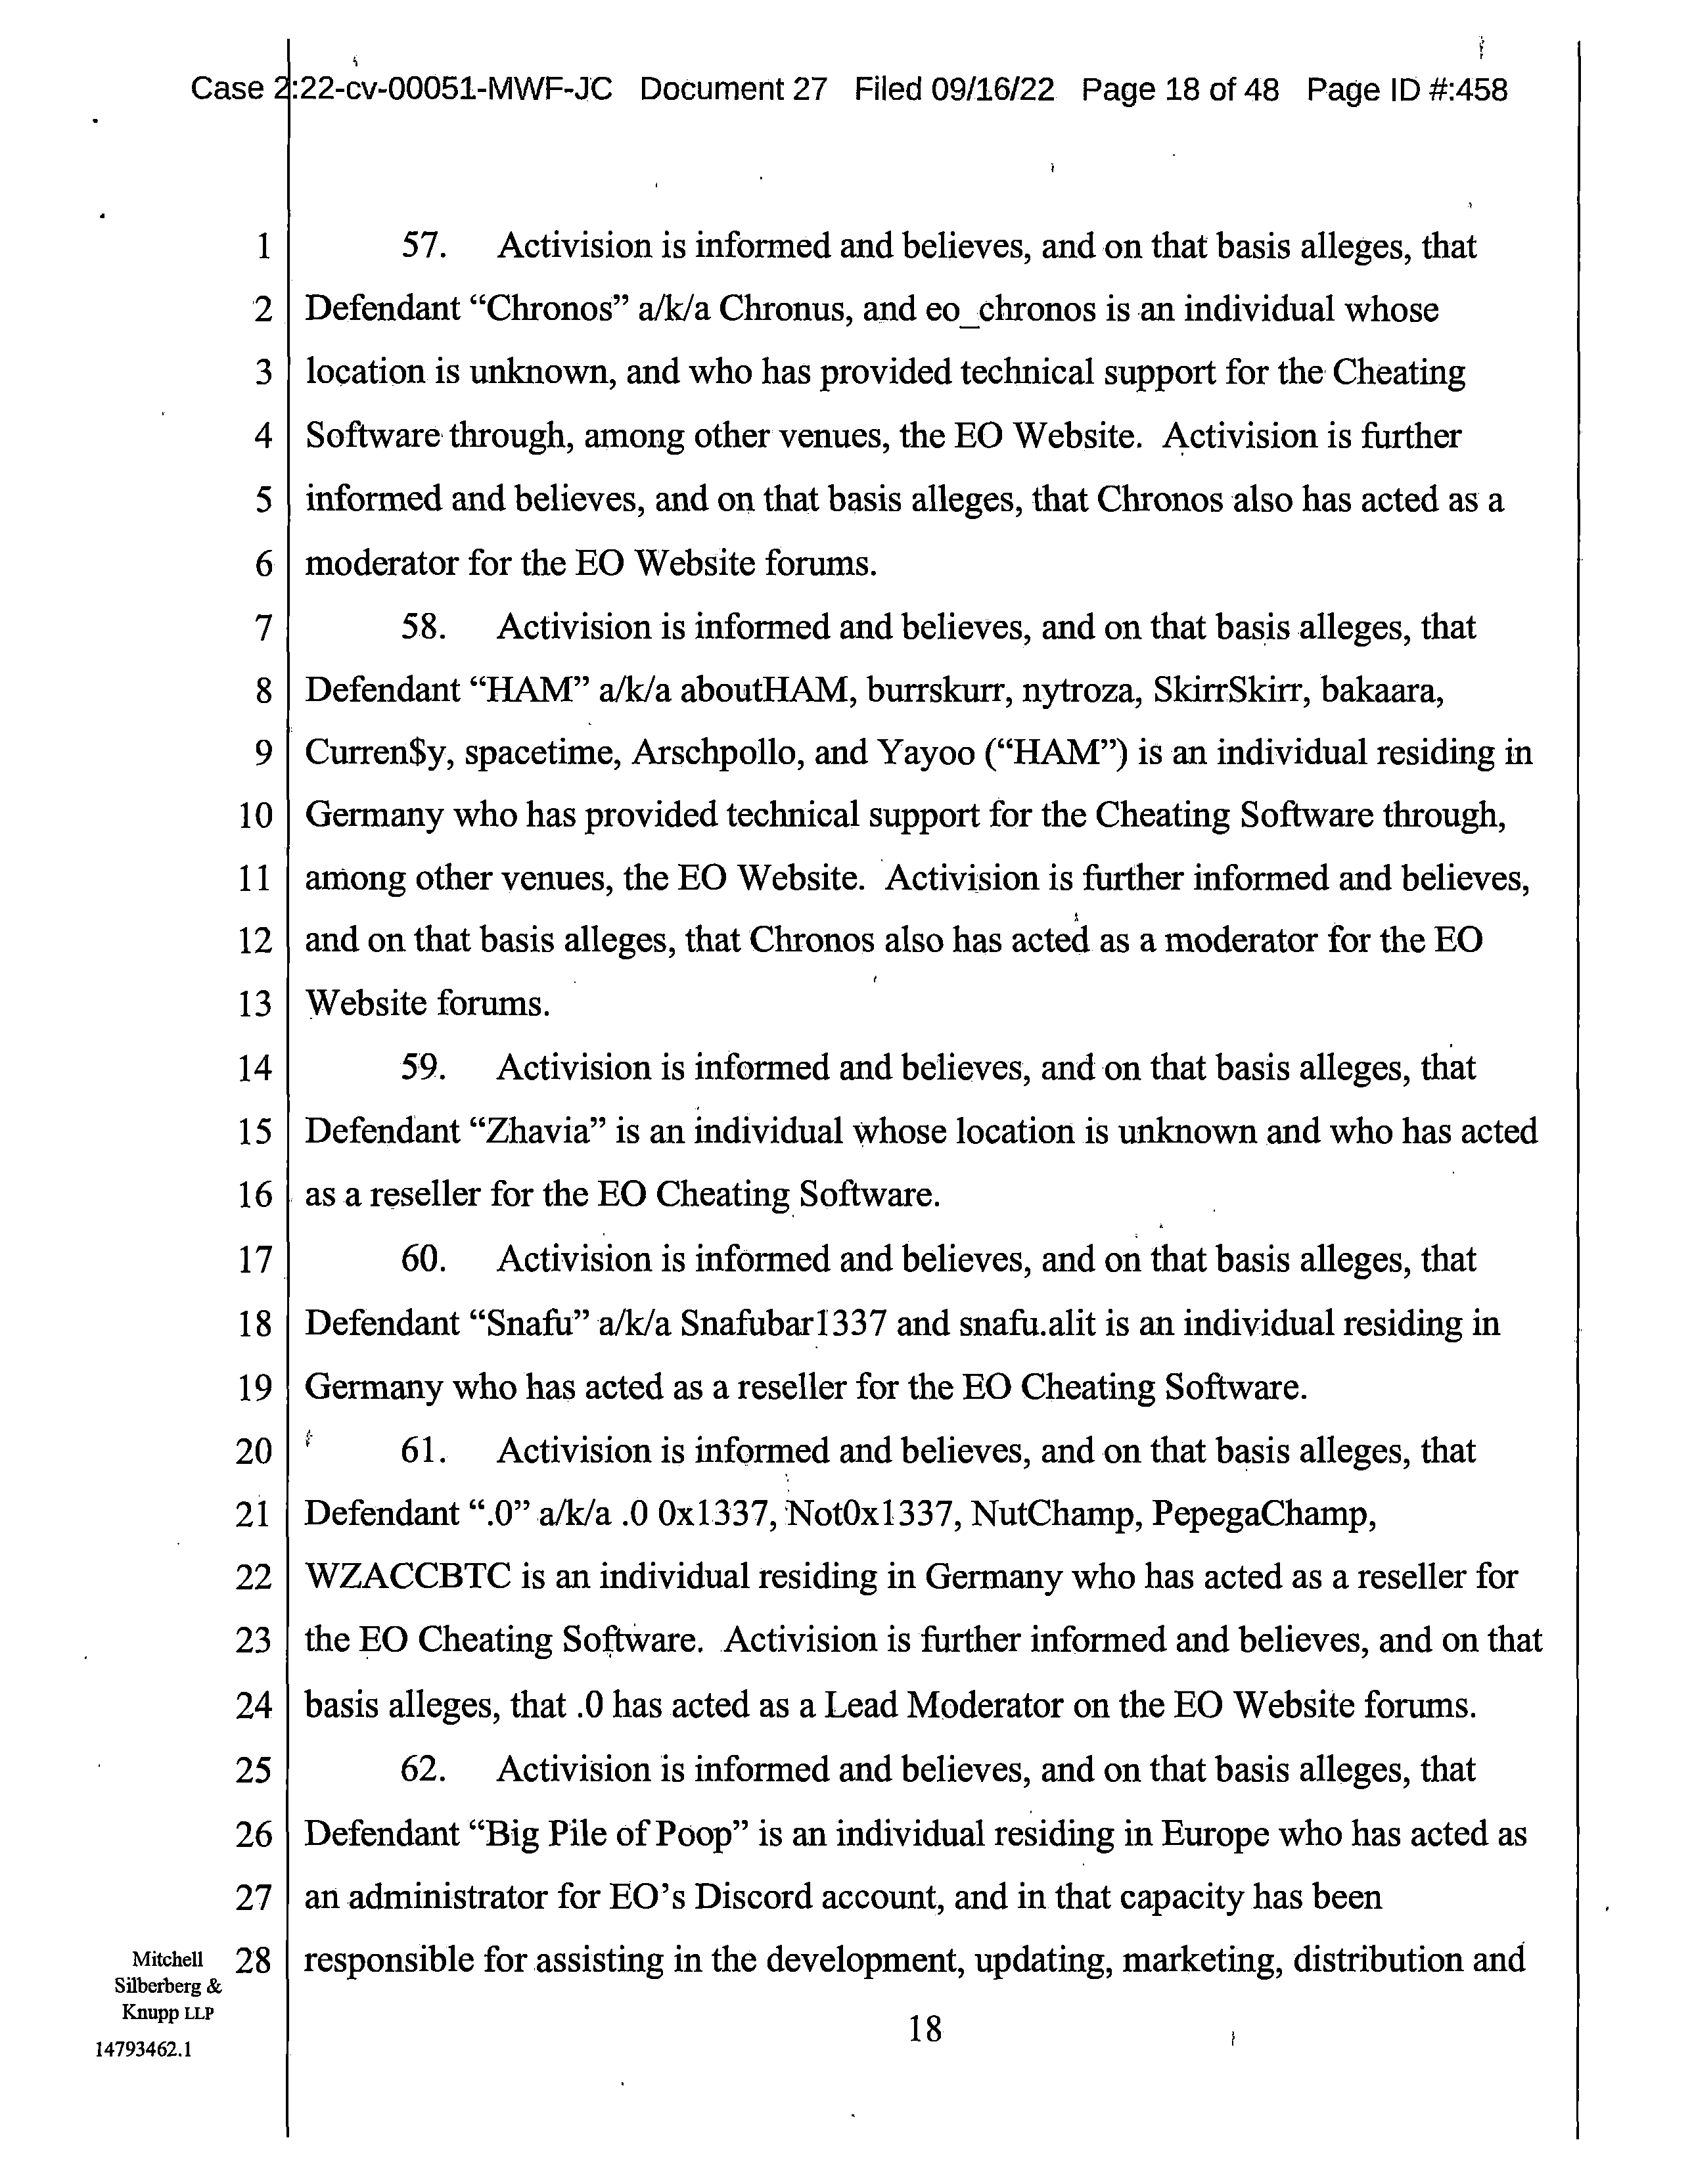 Case 2:22-cv-00051-MWF-JC Document 27 Filed 09/16/22 Page 18 of 48 Page ID #:458
1 57. Activision is informed and believes, and on that basis alleges, that
2 Defendant “Chronos” a/k/a Chronus, and eo_chronos is an individual whose
3 location is unknown, and who has provided technical support for the Cheating
4 Software through, among other venues, the EO Website. Activision is further
5 informed and believes, and on that basis alleges, that Chronos also has acted as a
6 moderator for the EO Website forums.
7 58. Activision is informed and believes, and on that basis alleges, that
8 Defendant “HAM” a/k/a aboutHAM, burrskurr, nytroza, SkirrSkirr, bakaara,
9 Curren$y, spacetime, Arschpollo, and Yayoo (“HAM”) is an individual residing in
10 Germany who has provided technical support for the Cheating Software through,
11 among other venues, the EO Website. Activision is further informed and believes,
12 and on that basis alleges, that Chronos also has acted as a moderator for the EO
13 Website forums.
14 59. Activision is informed and believes, and on that basis alleges, that
15 Defendant “Zhavia” is an individual whose location is unknown and who has acted
16 as a reseller for the EO Cheating Software.
17 60. Activision is informed and believes, and on that basis alleges, that
18 Defendant “Snafu” a/k/a Snafubar1337 and snafu.alit is an individual residing in
19 Germany who has acted as a reseller for the EO Cheating Software.
20 61. Activision is informed and believes, and on that basis alleges, that
21 Defendant “.0” a/k/a .0 0x1337, Not0x1337, NutChamp, PepegaChamp,
22 WZACCBTC is an individual residing in Germany who has acted as a reseller for
23 the EO Cheating Software. Activision is further informed and believes, and on that
24 basis alleges, that .0 has acted as a Lead Moderator on the EO Website forums.
25 62. Activision is informed and believes, and on that basis alleges, that
26 Defendant “Big Pile of Poop” is an individual residing in Europe who has acted as
27 an administrator for EO’s Discord account, and in that capacity has been
28 responsible for assisting in the development, updating, marketing, distribution and
Mitchell
Silberberg &
Knupp LLP
14793462.1
18